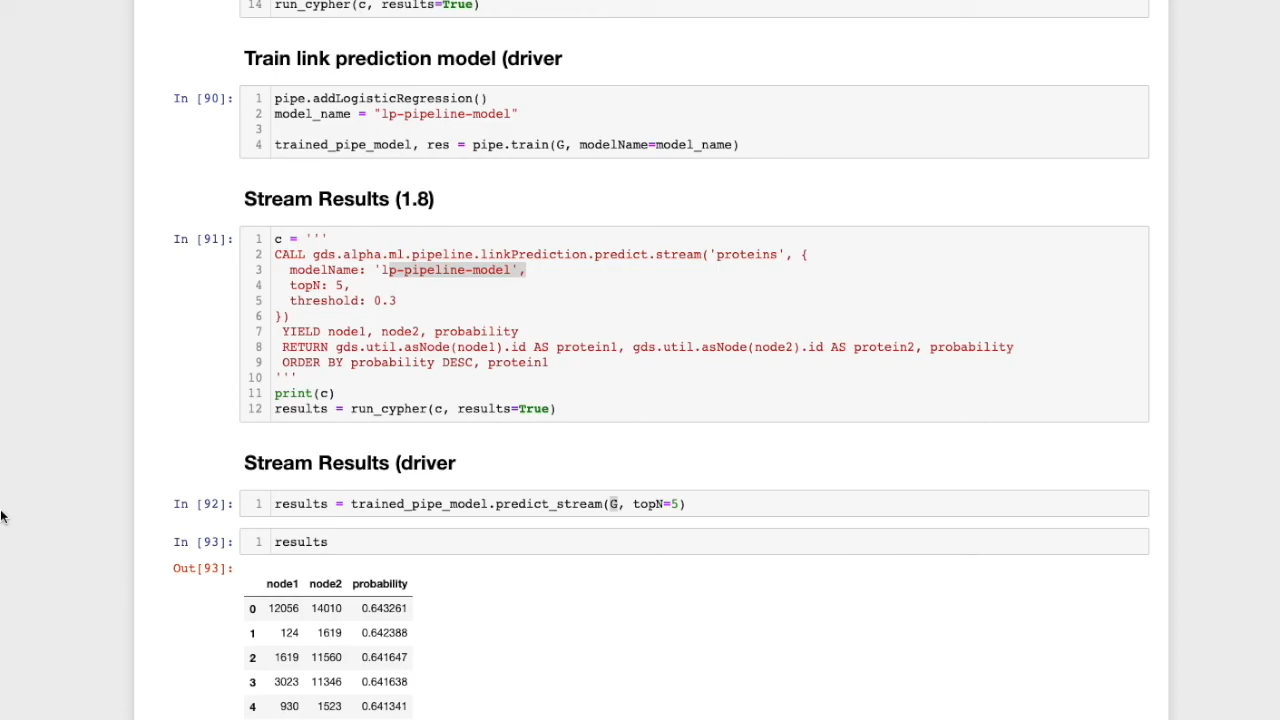 14 run_cypher(c, results=True)
Train link prediction model (driver
In [90]: 1 pipe.addLogisticRegression()
2 model_name = "lp-pipeline-model"
3
4 trained_pipe_model, res = pipe.train(G, modelName=model_name)
Stream Results (1.8)
In [91]: 1 c = '''
2 CALL gds.alpha.ml.pipeline.linkPrediction.predict.stream('proteins', {
3 modelName: 'lp-pipeline-model',
4 topN: 5,
5 threshold: 0.3
6 })
7 YIELD node1, node2, probability
8 RETURN gds.util.asNode(node1).id AS protein1, gds.util.asNode(node2).id AS protein2, probability
9 ORDER BY probability DESC, protein1
10 '''
11 print(c)
12 results = run_cypher(c, results=True)
Stream Results (driver
In [92]: 1 results = trained_pipe_model.predict_stream(G, topN=5)
In [93]: 1 results
Out[93]:
node1 node2 probability
0 12056 14010 0.643261
1 124 1619 0.642388
2 1619 11560 0.641647
3 3023 11346 0.641638
4 930 1523 0.641341